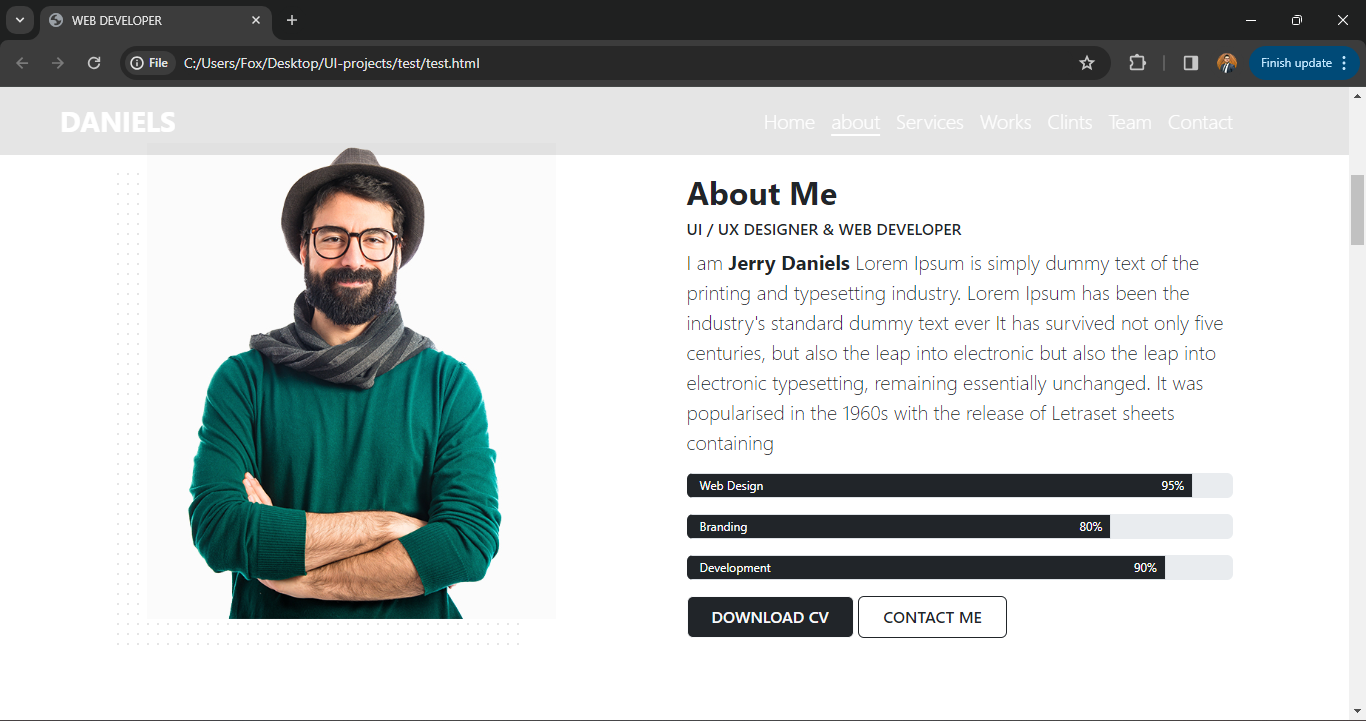 WEB DEVELOPER
File C:/Users/Fox/Desktop/UI-projects/test/test.html Finish update
DANIELS Home about Services Works Clints Team Contact
About Me
UI / UX DESIGNER & WEB DEVELOPER
I am Jerry Daniels Lorem Ipsum is simply dummy text of the
printing and typesetting industry. Lorem Ipsum has been the
industry's standard dummy text ever It has survived not only five
centuries, but also the leap into electronic but also the leap into
electronic typesetting, remaining essentially unchanged. It was
popularised in the 1960s with the release of Letraset sheets
containing
Web Design 95%
Branding 80%
Development 90%
DOWNLOAD CV CONTACT ME